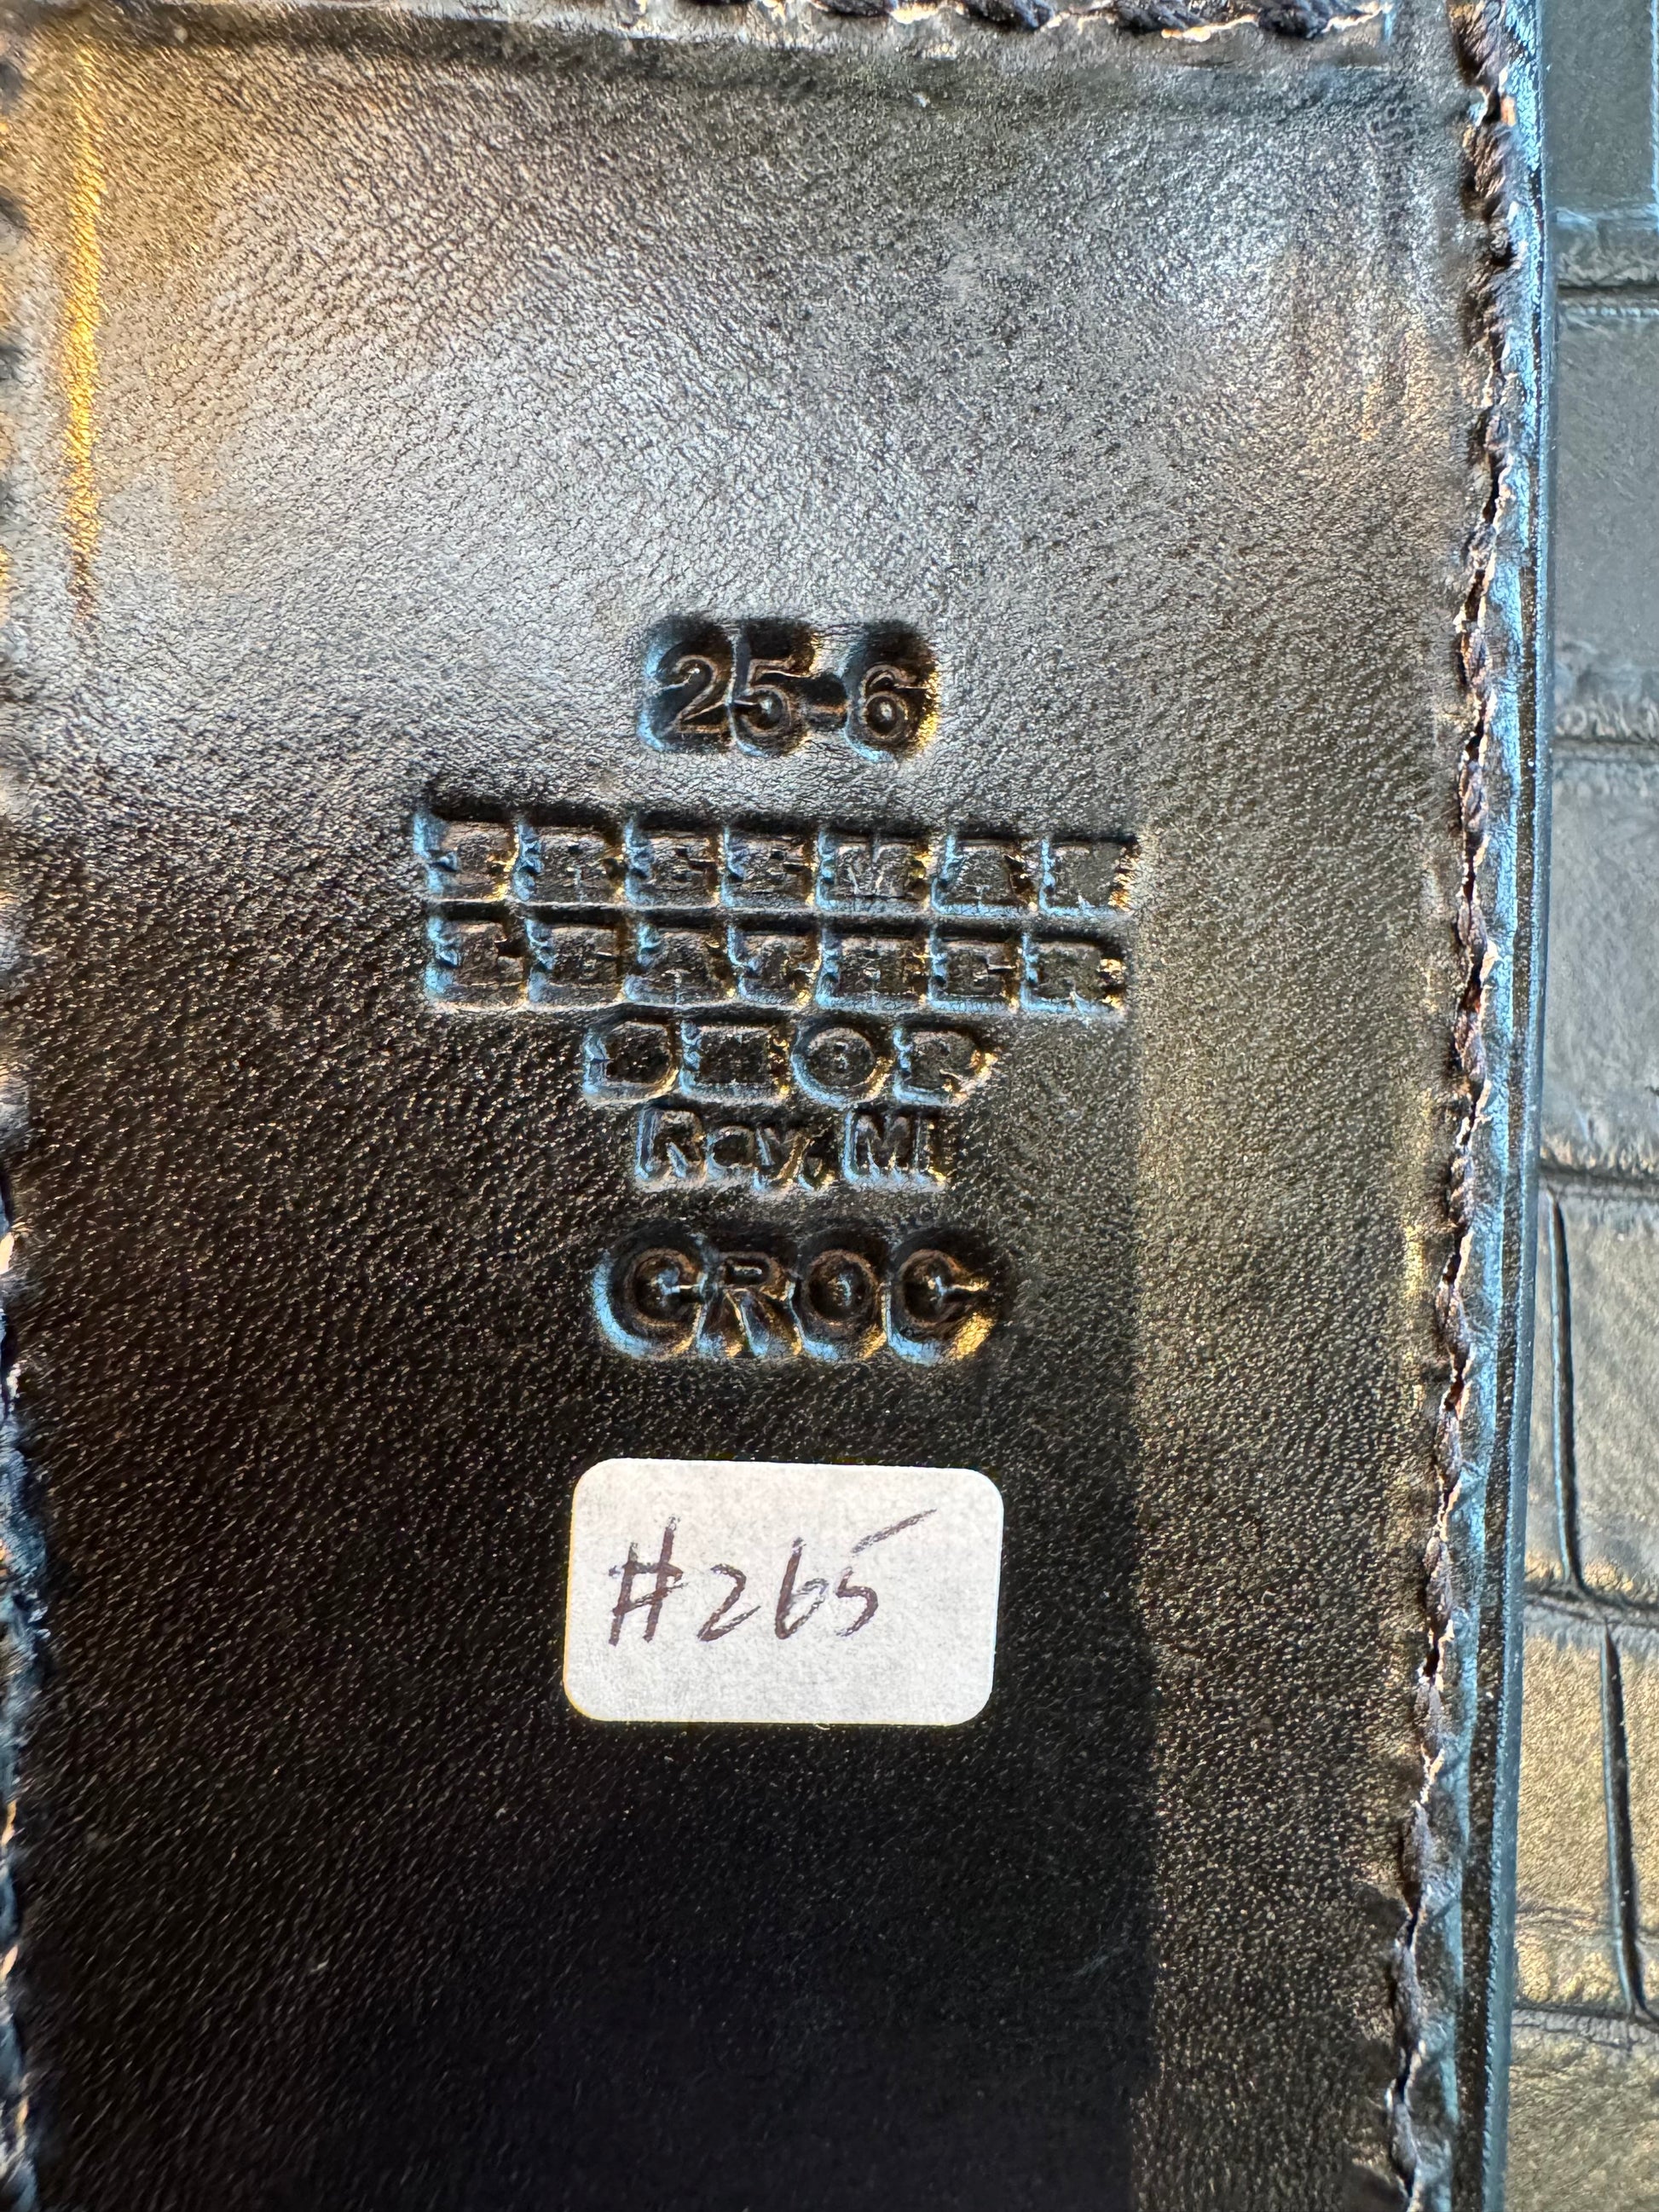 25-6
FREEMAN
LEATHER
SHOP
Ray, MI
CROC
#265